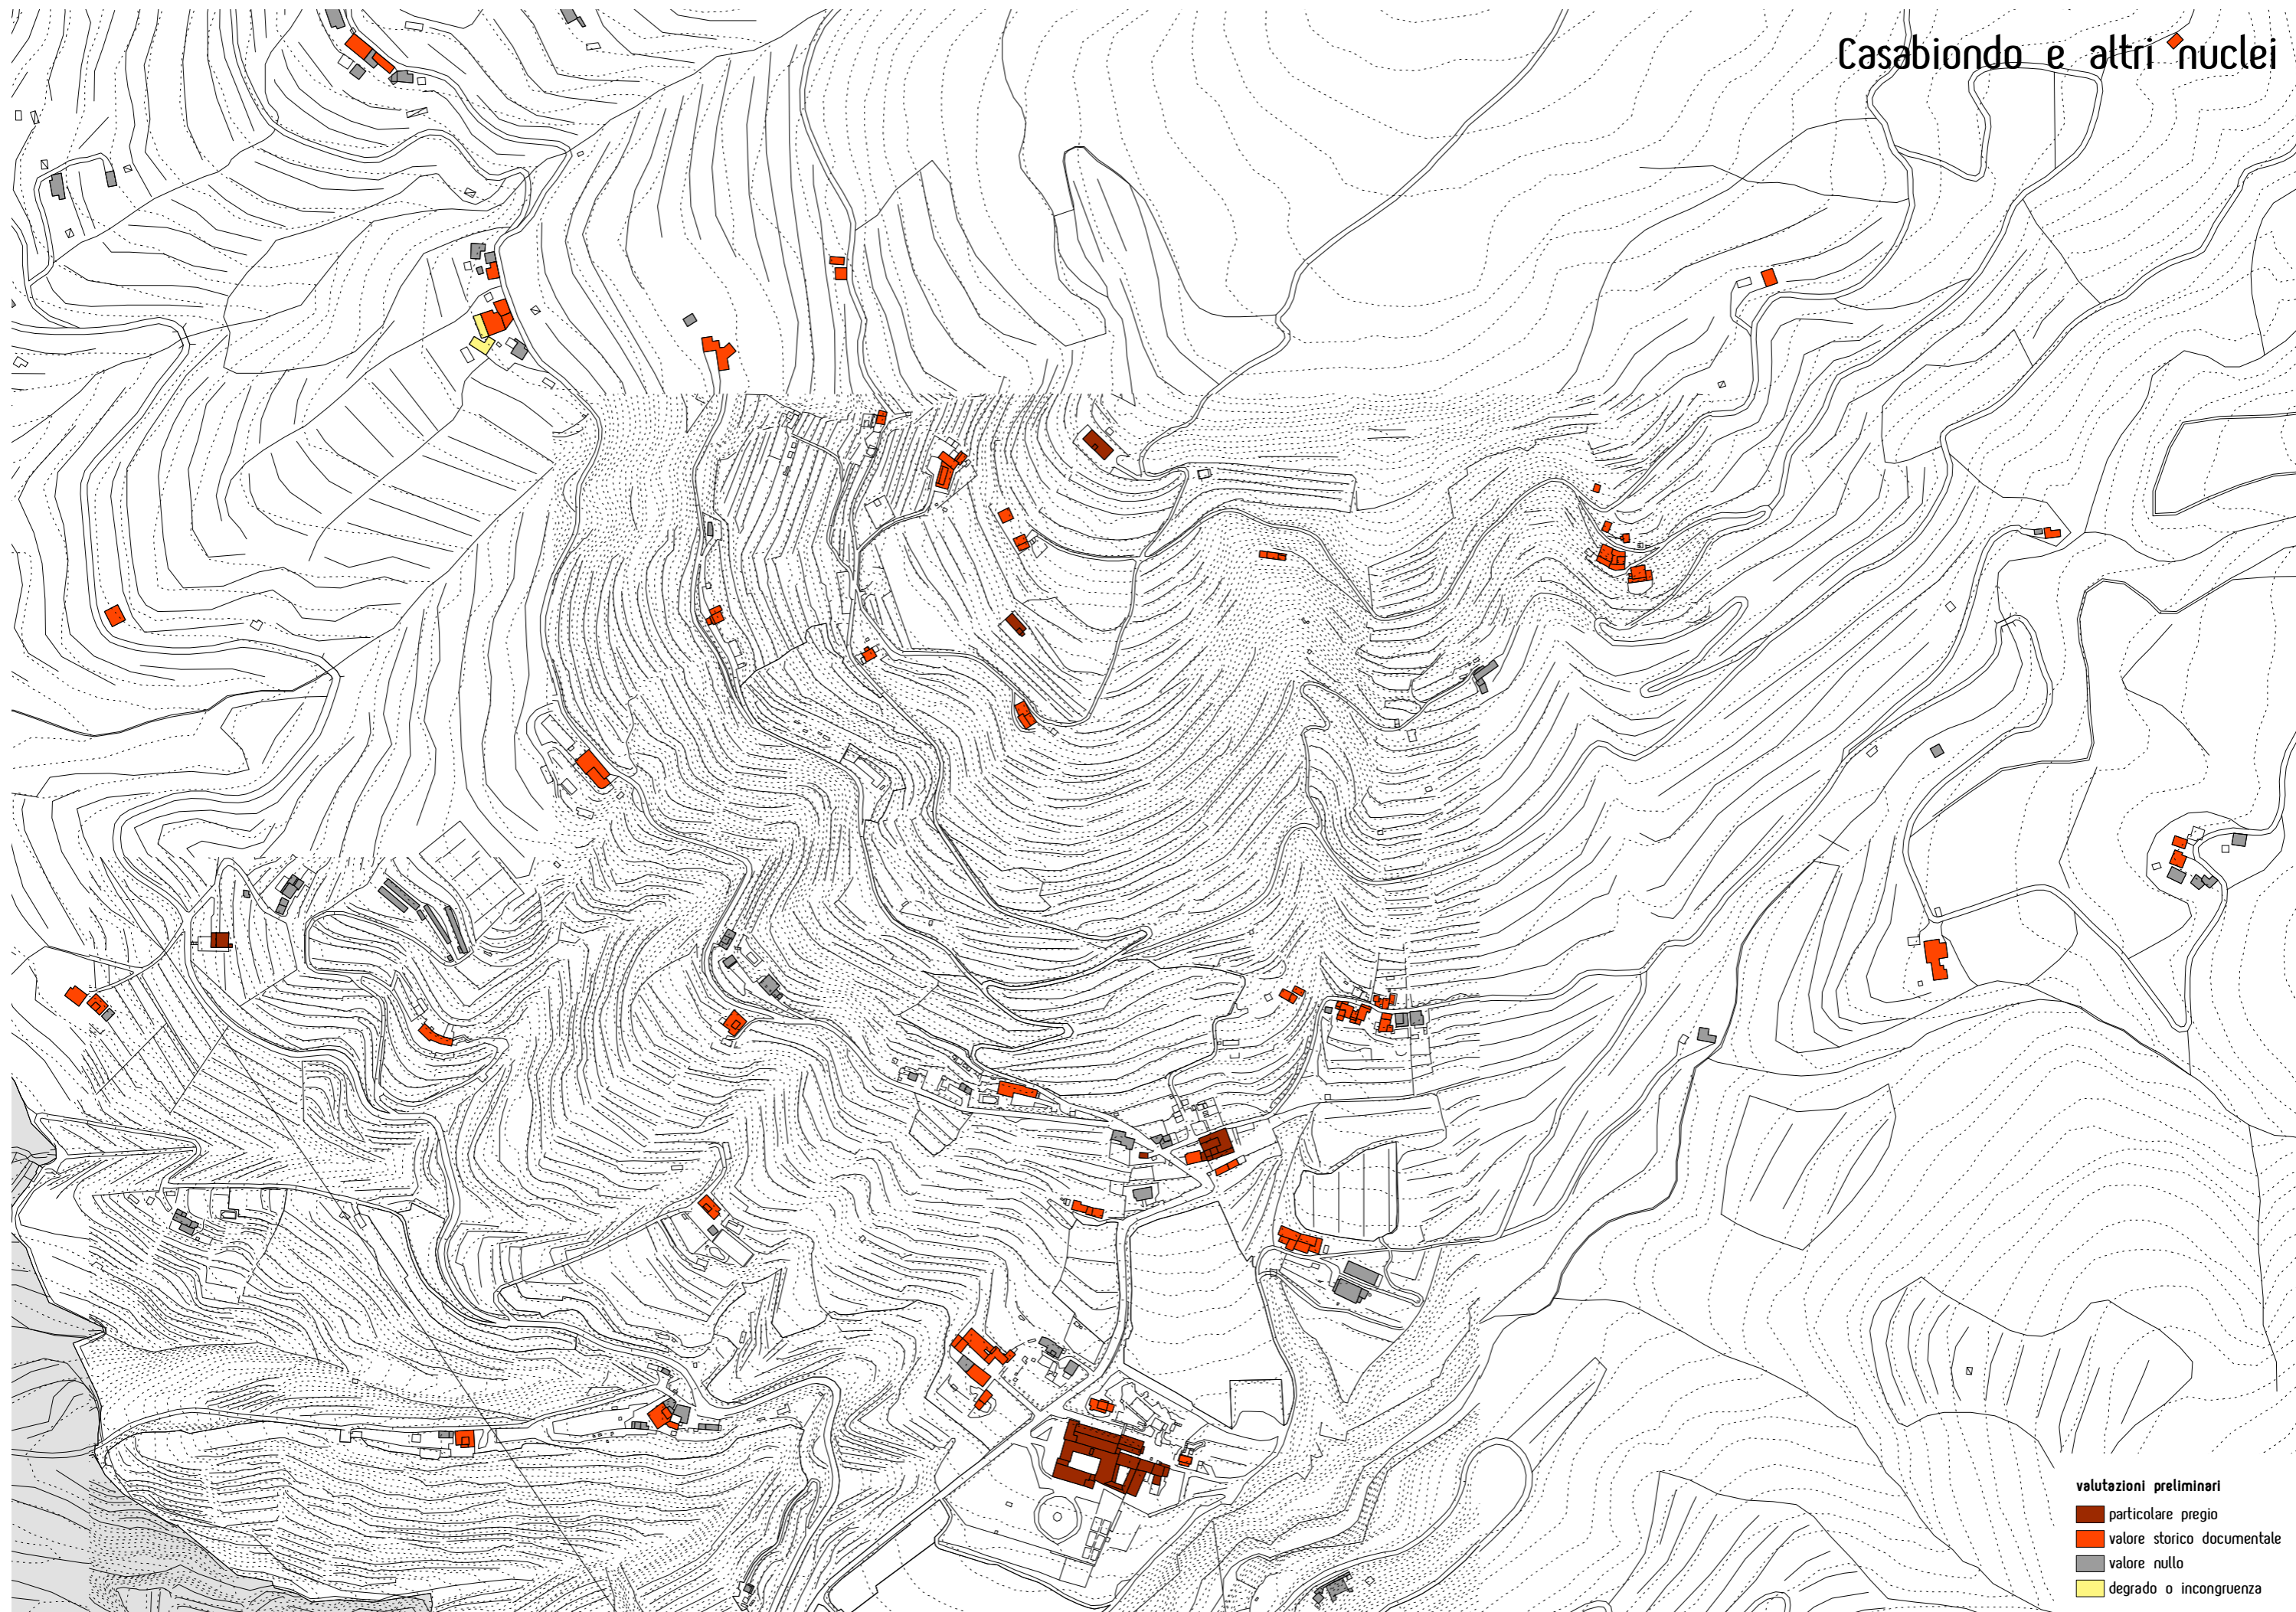 Casabiondo e altri nuclei
valutazioni preliminari
particolare pregio
valore storico documentale
valore nullo
degrado o incongruenza